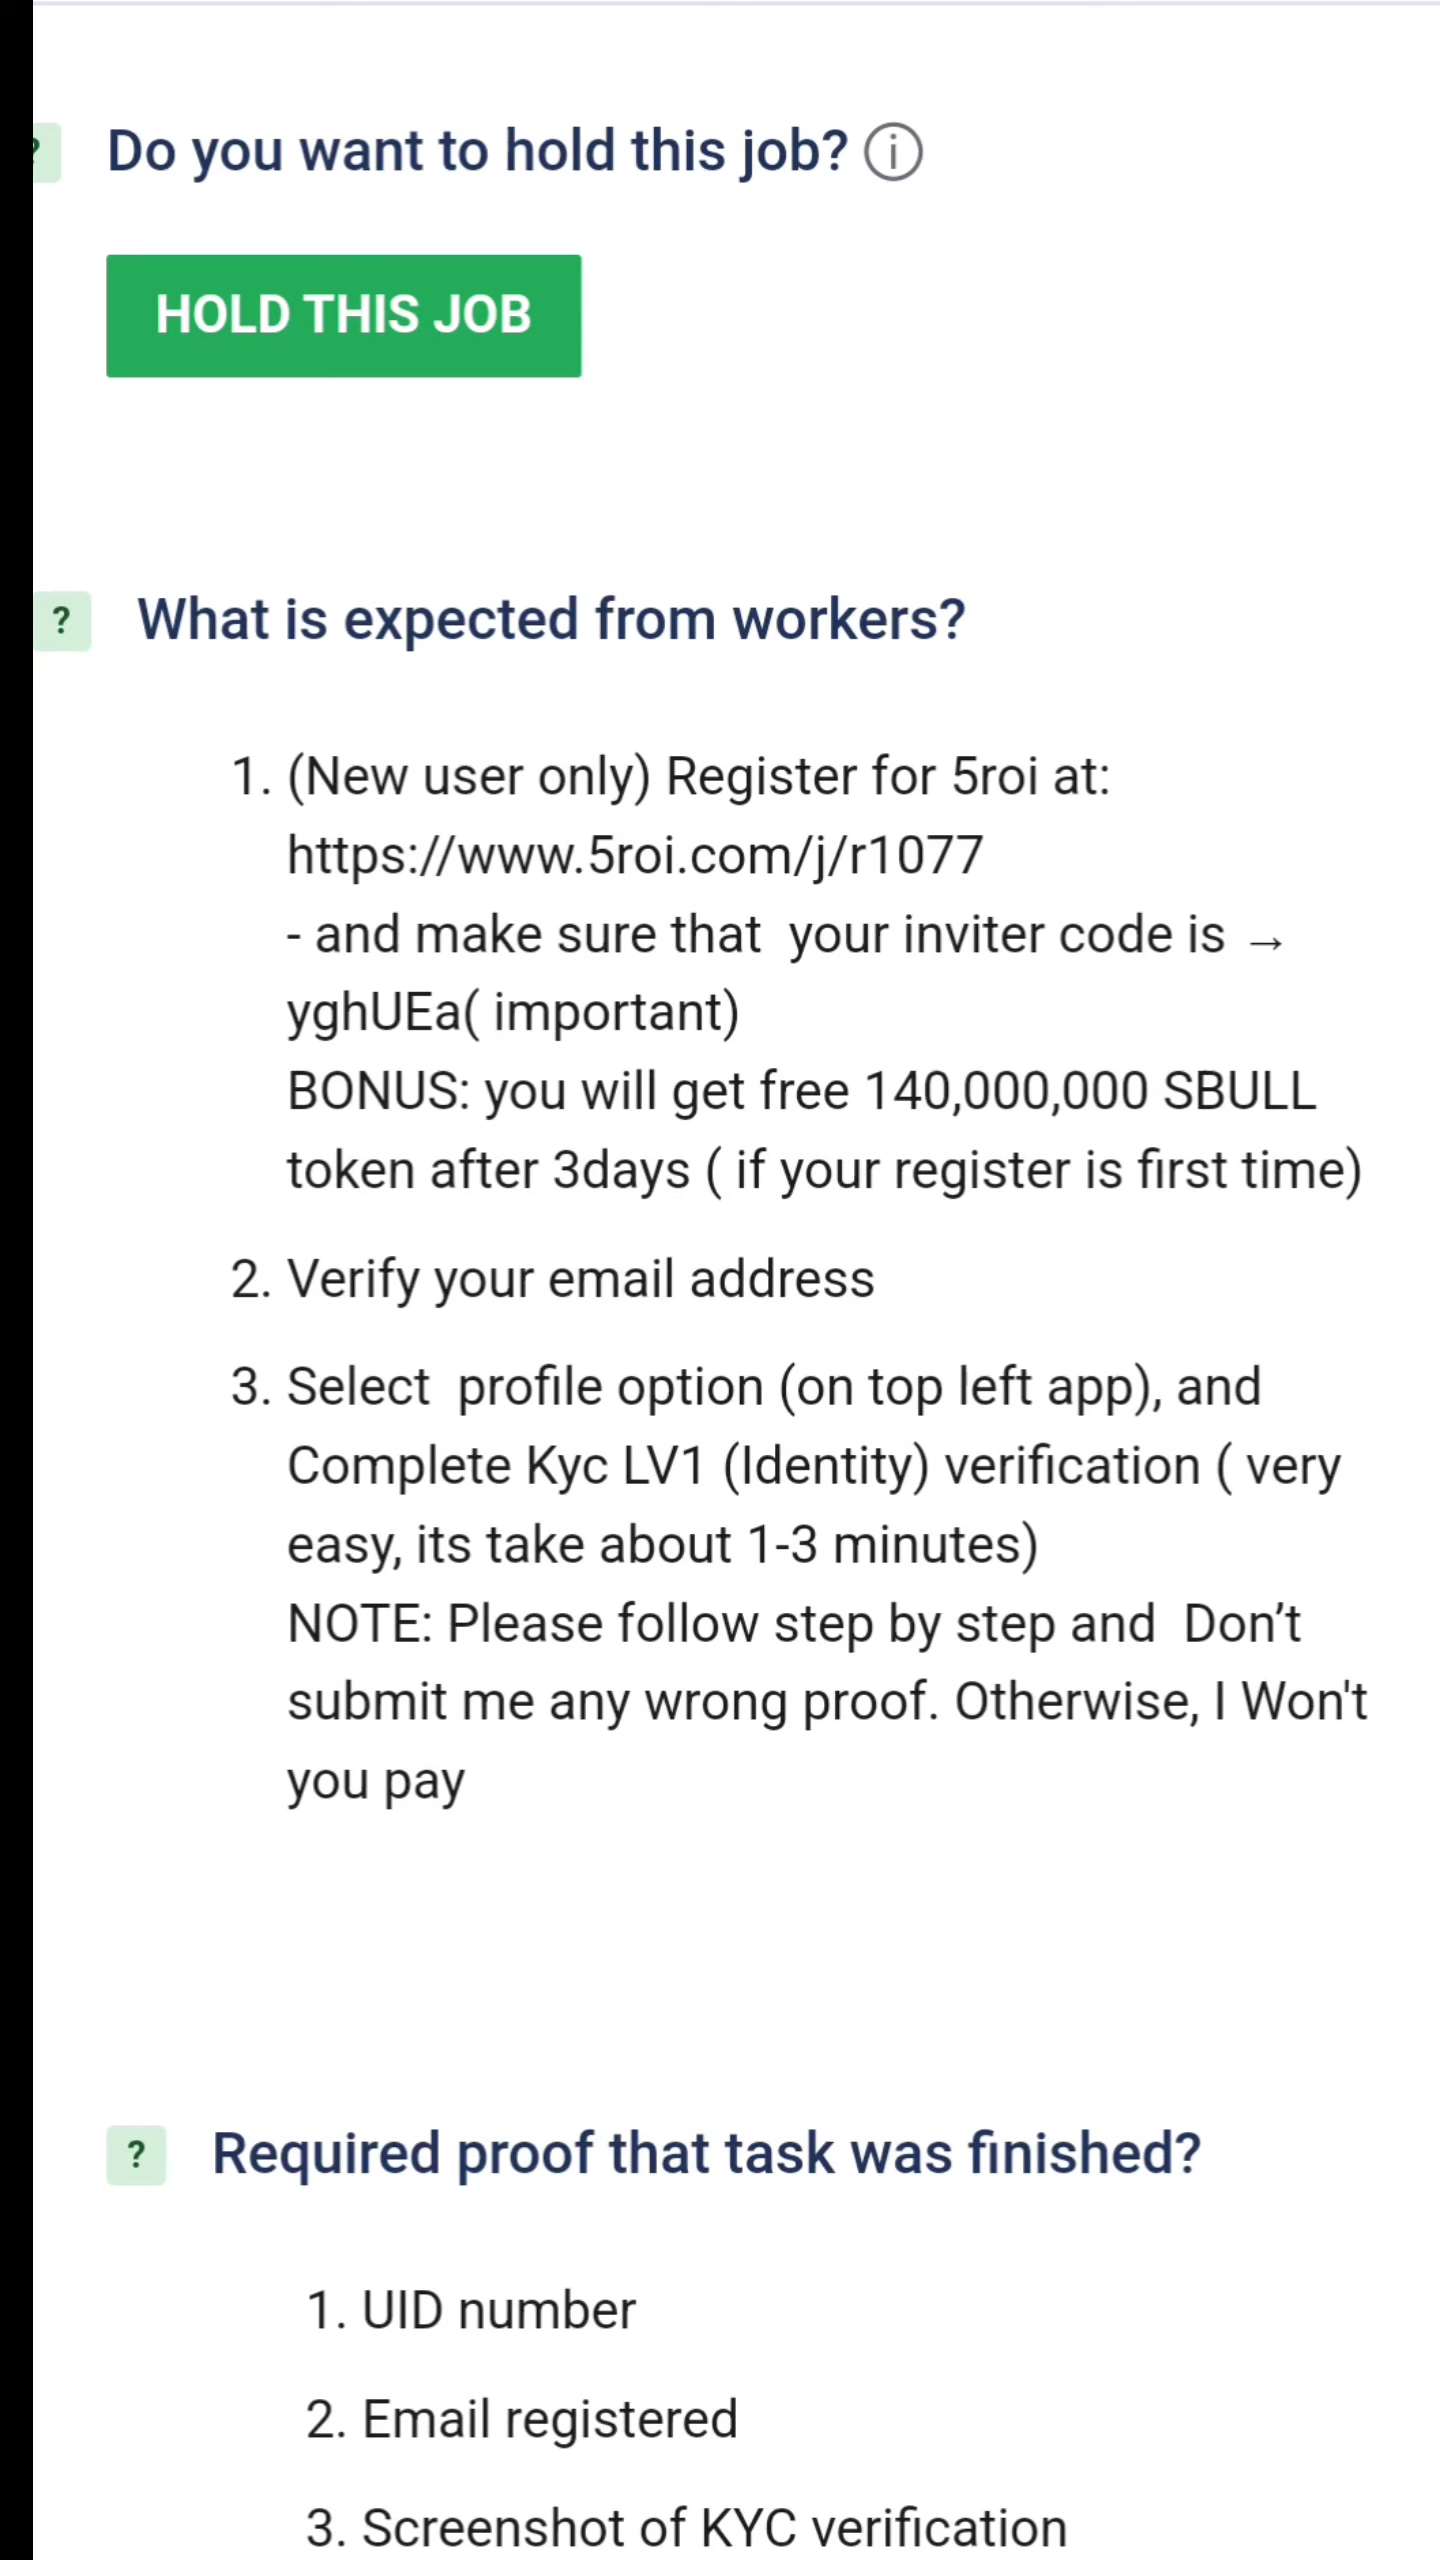 ? Do you want to hold this job? i
HOLD THIS JOB
? What is expected from workers?
1. (New user only) Register for 5roi at:
https://www.5roi.com/j/r1077
- and make sure that  your inviter code is →
yghUEa( important)
BONUS: you will get free 140,000,000 SBULL
token after 3days ( if your register is first time)
2. Verify your email address
3. Select  profile option (on top left app), and
Complete Kyc LV1 (Identity) verification ( very
easy, its take about 1-3 minutes)
NOTE: Please follow step by step and  Don’t
submit me any wrong proof. Otherwise, I Won't
you pay
? Required proof that task was finished?
1. UID number
2. Email registered
3. Screenshot of KYC verification